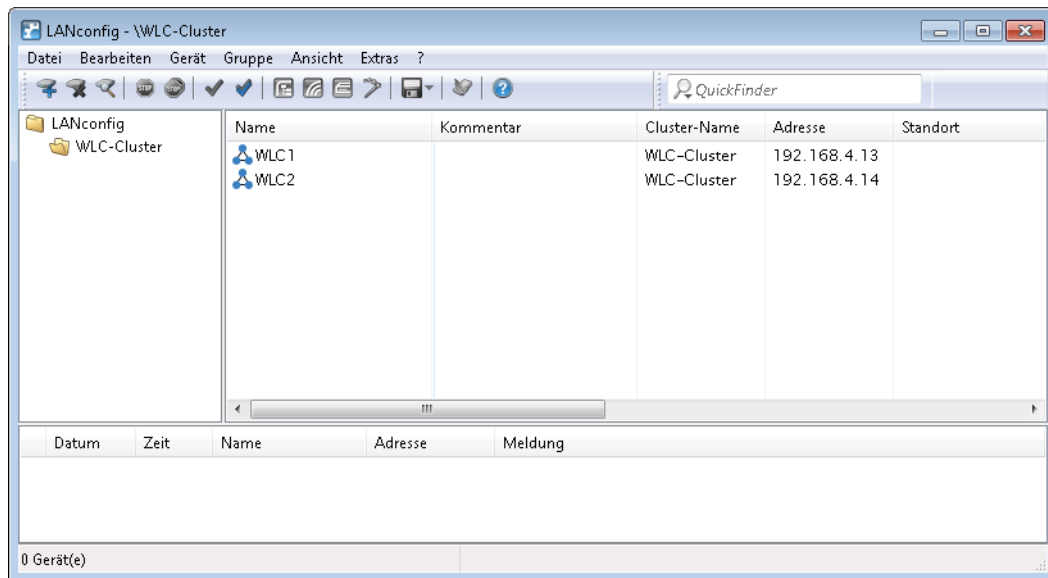 LANconfig - \WLC-Cluster
Datei Bearbeiten Gerät Gruppe Ansicht Extras ?
QuickFinder
LANconfig
WLC-Cluster
Name Kommentar Cluster-Name Adresse Standort
WLC1 WLC-Cluster 192.168.4.13
WLC2 WLC-Cluster 192.168.4.14
Datum Zeit Name Adresse Meldung
0 Gerät(e)